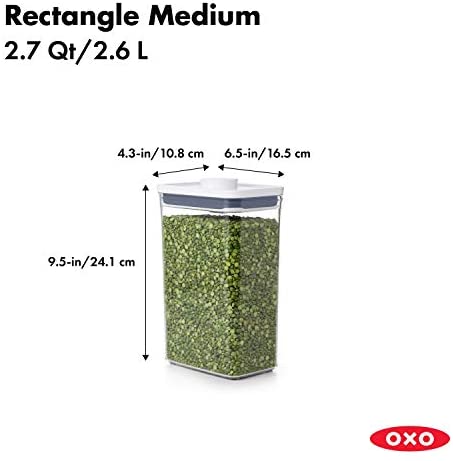 Rectangle Medium
2.7 Qt/2.6 L
4.3-in/10.8 cm
6.5-in/16.5 cm
9.5-in/24.1 cm
OXO